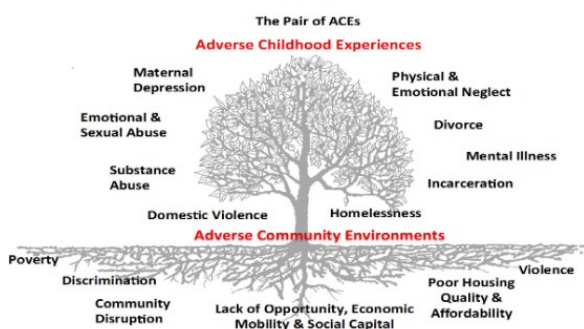 The Pair of ACEs
Adverse Childhood Experiences
Maternal
Depression
Physical &
Emotional Neglect
Emotional &
Sexual Abuse
Divorce
Mental Illness
Substance
Abuse
Incarceration
Domestic Violence
Homelessness
Adverse Community Environments
Poverty
Violence
Discrimination
Poor Housing
Quality &
Affordability
Community
Disruption
Lack of Opportunity, Economic
Mobility & Social Capital